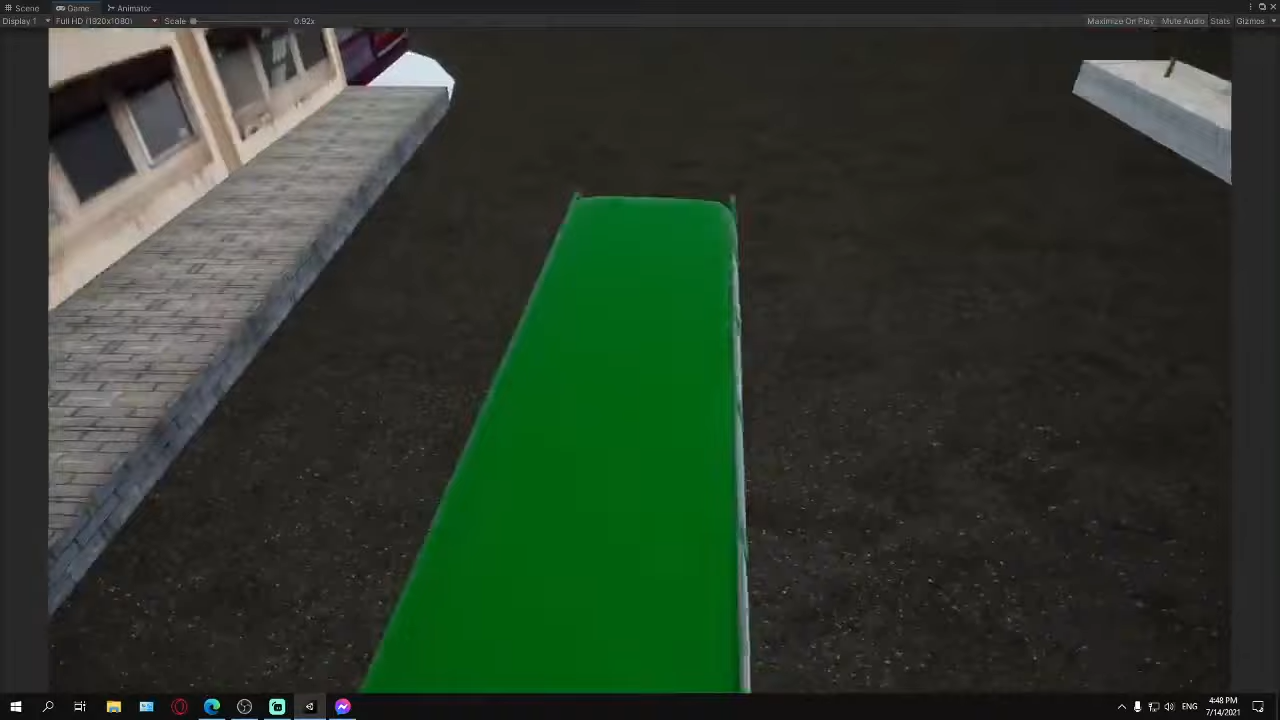 Scene Game Animator
Display 1 Full HD (1920x1080) Scale 0.92x Maximize On Play Mute Audio Stats Gizmos
ENG 4:48 PM
7/14/2021